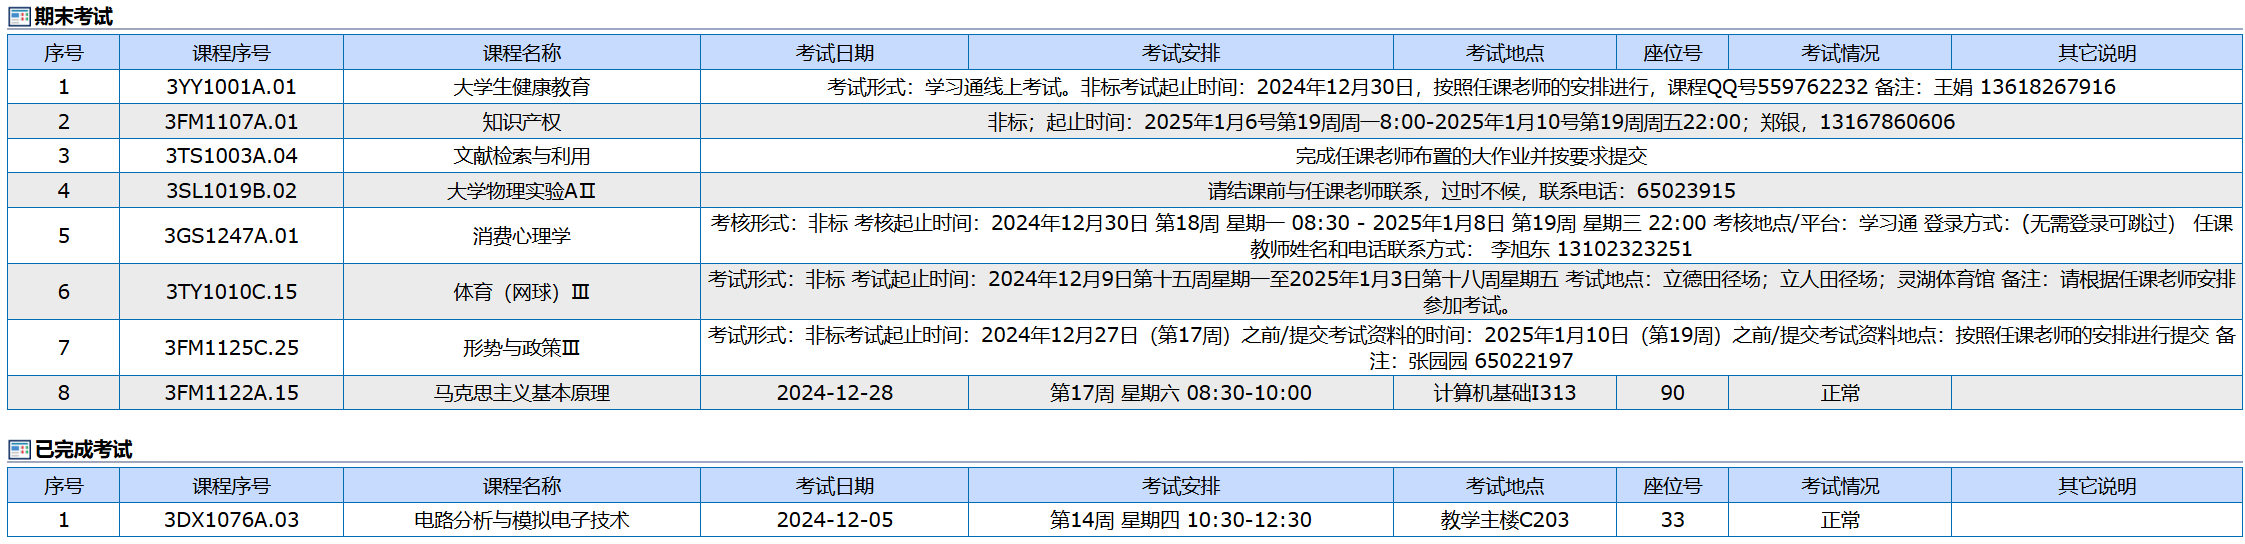 期末考试
序号 课程序号 课程名称 考试日期 考试安排 考试地点 座位号 考试情况 其它说明
1 3YY1001A.01 大学生健康教育 考试形式：学习通线上考试。非标考试起止时间：2024年12月30日，按照任课老师的安排进行，课程QQ号559762232 备注：王娟 13618267916
2 3FM1107A.01 知识产权 非标；起止时间：2025年1月6号第19周周一8:00-2025年1月10号第19周周五22:00；郑银，13167860606
3 3TS1003A.04 文献检索与利用 完成任课老师布置的大作业并按要求提交
4 3SL1019B.02 大学物理实验AⅡ 请结课前与任课老师联系，过时不候，联系电话：65023915
5 3GS1247A.01 消费心理学 考核形式：非标 考核起止时间：2024年12月30日 第18周 星期一 08:30 - 2025年1月8日 第19周 星期三 22:00 考核地点/平台：学习通 登录方式：（无需登录可跳过） 任课
教师姓名和电话联系方式： 李旭东 13102323251
6 3TY1010C.15 体育（网球）Ⅲ 考试形式：非标 考试起止时间：2024年12月9日第十五周星期一至2025年1月3日第十八周星期五 考试地点：立德田径场；立人田径场；灵湖体育馆 备注：请根据任课老师安排
参加考试。
7 3FM1125C.25 形势与政策Ⅲ 考试形式：非标考试起止时间：2024年12月27日（第17周）之前/提交考试资料的时间：2025年1月10日（第19周）之前/提交考试资料地点：按照任课老师的安排进行提交 备
注：张园园 65022197
8 3FM1122A.15 马克思主义基本原理 2024-12-28 第17周 星期六 08:30-10:00 计算机基础I313 90 正常
已完成考试
序号 课程序号 课程名称 考试日期 考试安排 考试地点 座位号 考试情况 其它说明
1 3DX1076A.03 电路分析与模拟电子技术 2024-12-05 第14周 星期四 10:30-12:30 教学主楼C203 33 正常